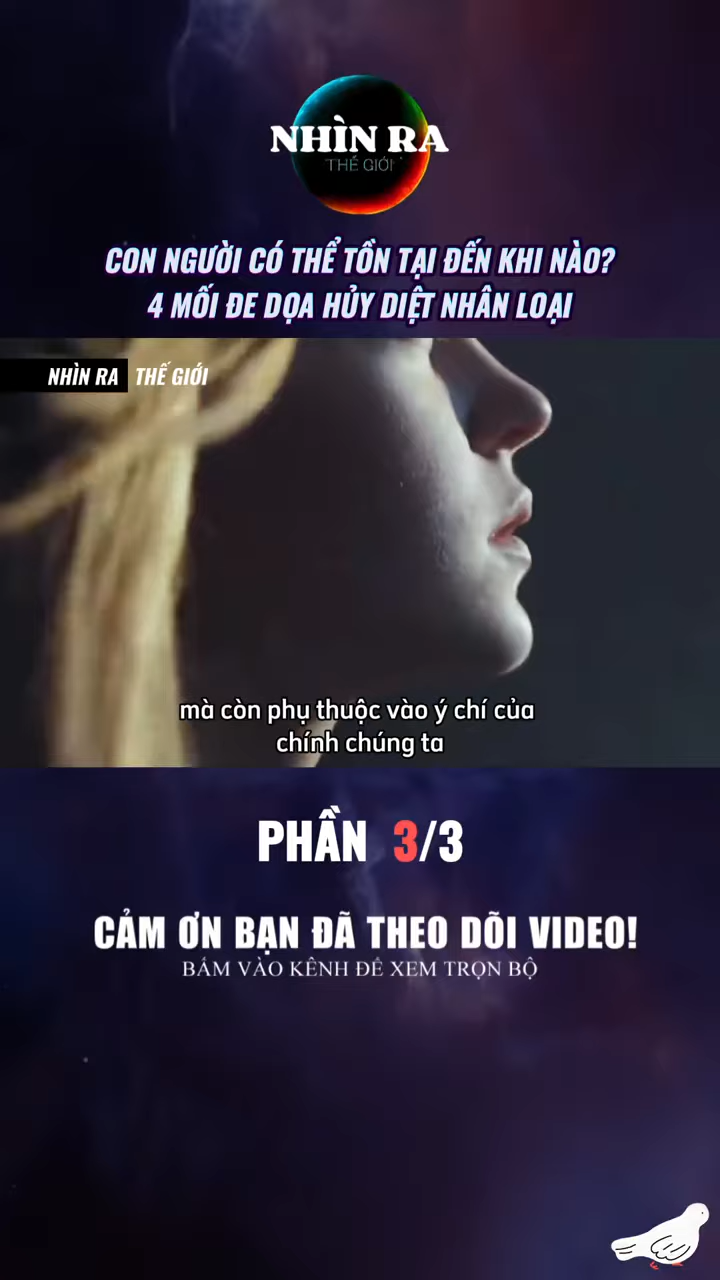 NHÌN RA
THẾ GIỚI
CON NGƯỜI CÓ THỂ TỒN TẠI ĐẾN KHI NÀO?
4 MỐI ĐE DỌA HỦY DIỆT NHÂN LOẠI
NHÌN RA THẾ GIỚI
mà còn phụ thuộc vào ý chí của
chính chúng ta
PHẦN 3/3
CẢM ƠN BẠN ĐÃ THEO DÕI VIDEO!
BẤM VÀO KÊNH ĐỂ XEM TRỌN BỘ